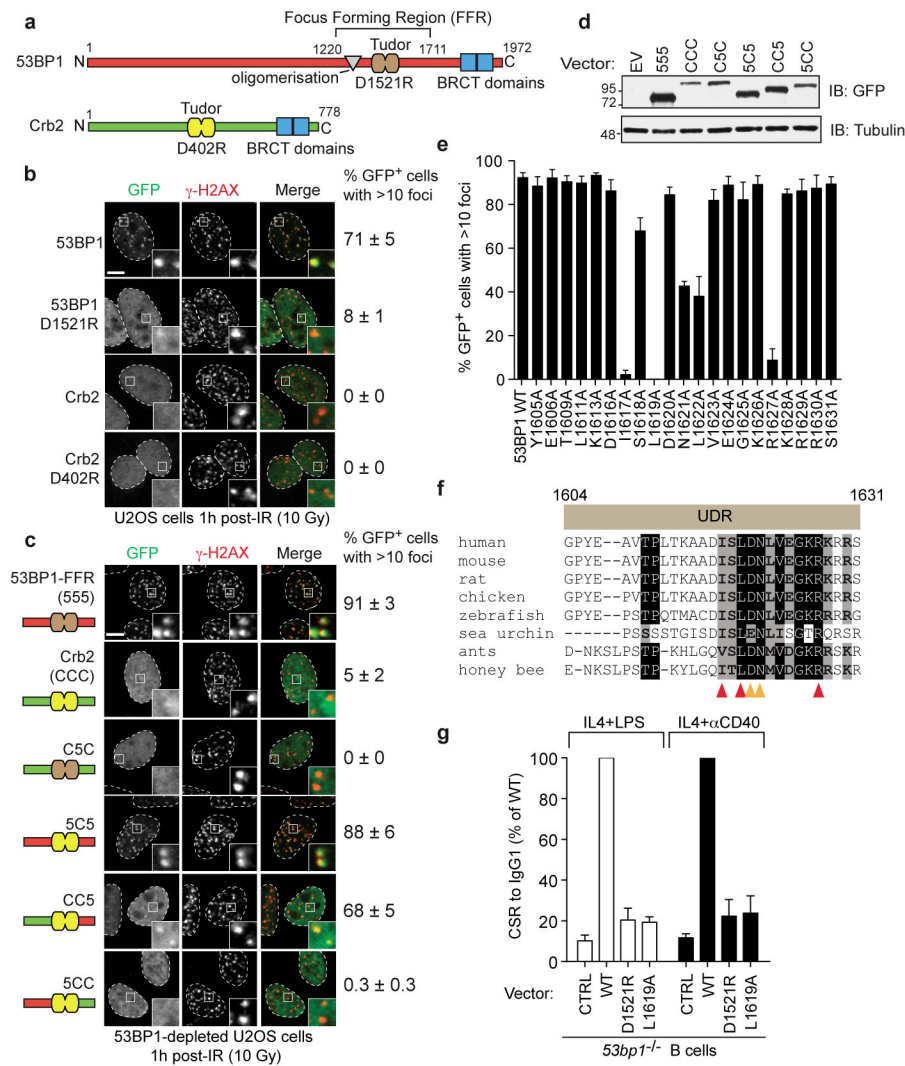 a
Focus Forming Region (FFR)
1 1220 Tudor 1711 1972
53BP1 N C
oligomerisation D1521R BRCT domains
1 Tudor 778
Crb2 N C
D402R BRCT domains
b
GFP γ-H2AX Merge
% GFP+ cells with >10 foci
53BP1 71 ± 5
53BP1 D1521R 8 ± 1
Crb2 0 ± 0
Crb2 D402R 0 ± 0
U2OS cells 1h post-IR (10 Gy)
c
GFP γ-H2AX Merge
% GFP+ cells with >10 foci
53BP1-FFR (555) 91 ± 3
Crb2 (CCC) 5 ± 2
C5C 0 ± 0
5C5 88 ± 6
CC5 68 ± 5
5CC 0.3 ± 0.3
53BP1-depleted U2OS cells
1h post-IR (10 Gy)
d
Vector: EV 555 CCC C5C 5C5 CC5 5CC
95
72
IB: GFP
48
IB: Tubulin
e
% GFP+ cells with >10 foci
100
80
60
40
20
0
53BP1 WT
Y1605A
E1606A
T1609A
L1611A
K1613A
D1616A
I1617A
S1618A
L1619A
D1620A
N1621A
L1622A
V1623A
E1624A
G1625A
K1626A
R1627A
K1628A
R1629A
R1630A
S1631A
f
1604 1631
UDR
human GPYE--AVTPLTKAADISLDNLVEGKRKRRS
mouse GPYE--AVTPLTKAADISLDNLVEGKRKRRS
rat GPYE--AVTPLTKAADISLDNLVEGKRKRRS
chicken GPYE--AVTPLTKAADISLDNLVEGKRKRRS
zebrafish GPYE--PSTPQTMACDISLDNLVEGKRKRRS
sea urchin ------PSSSSTGISDISLENLISGTRQRSR
ants D-NKSLPSTP-KHLGQVSLDNMVDGKRRSKR
honey bee E-NKSLPSTP-KYLGQITLDNMVDGKRRSKR
g
IL4+LPS IL4+αCD40
CSR to IgG1 (% of WT)
100
80
60
40
20
0
Vector: CTRL WT D1521R L1619A CTRL WT D1521R L1619A
53bp1-/- B cells